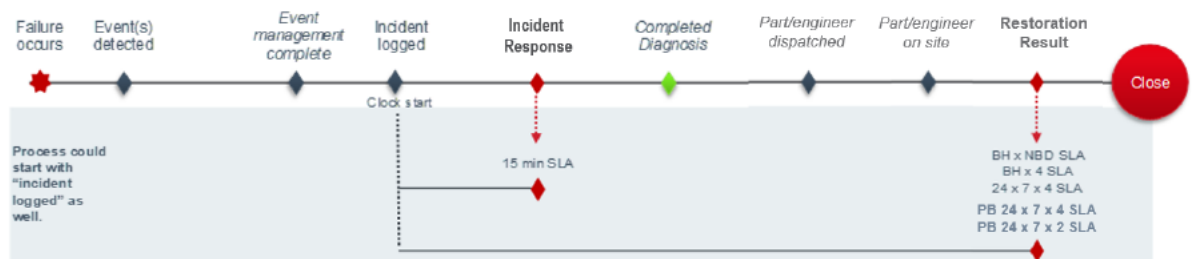 Failure
occurs
Event(s)
detected
Event
management
complete
Incident
logged
Incident
Response
Completed
Diagnosis
Part/engineer
dispatched
Part/engineer
on site
Restoration
Result
Close
Clock start
Process could
start with
“incident
logged” as
well.
15 min SLA
BH x NBD SLA
BH x 4 SLA
24 x 7 x 4 SLA
PB 24 x 7 x 4 SLA
PB 24 x 7 x 2 SLA